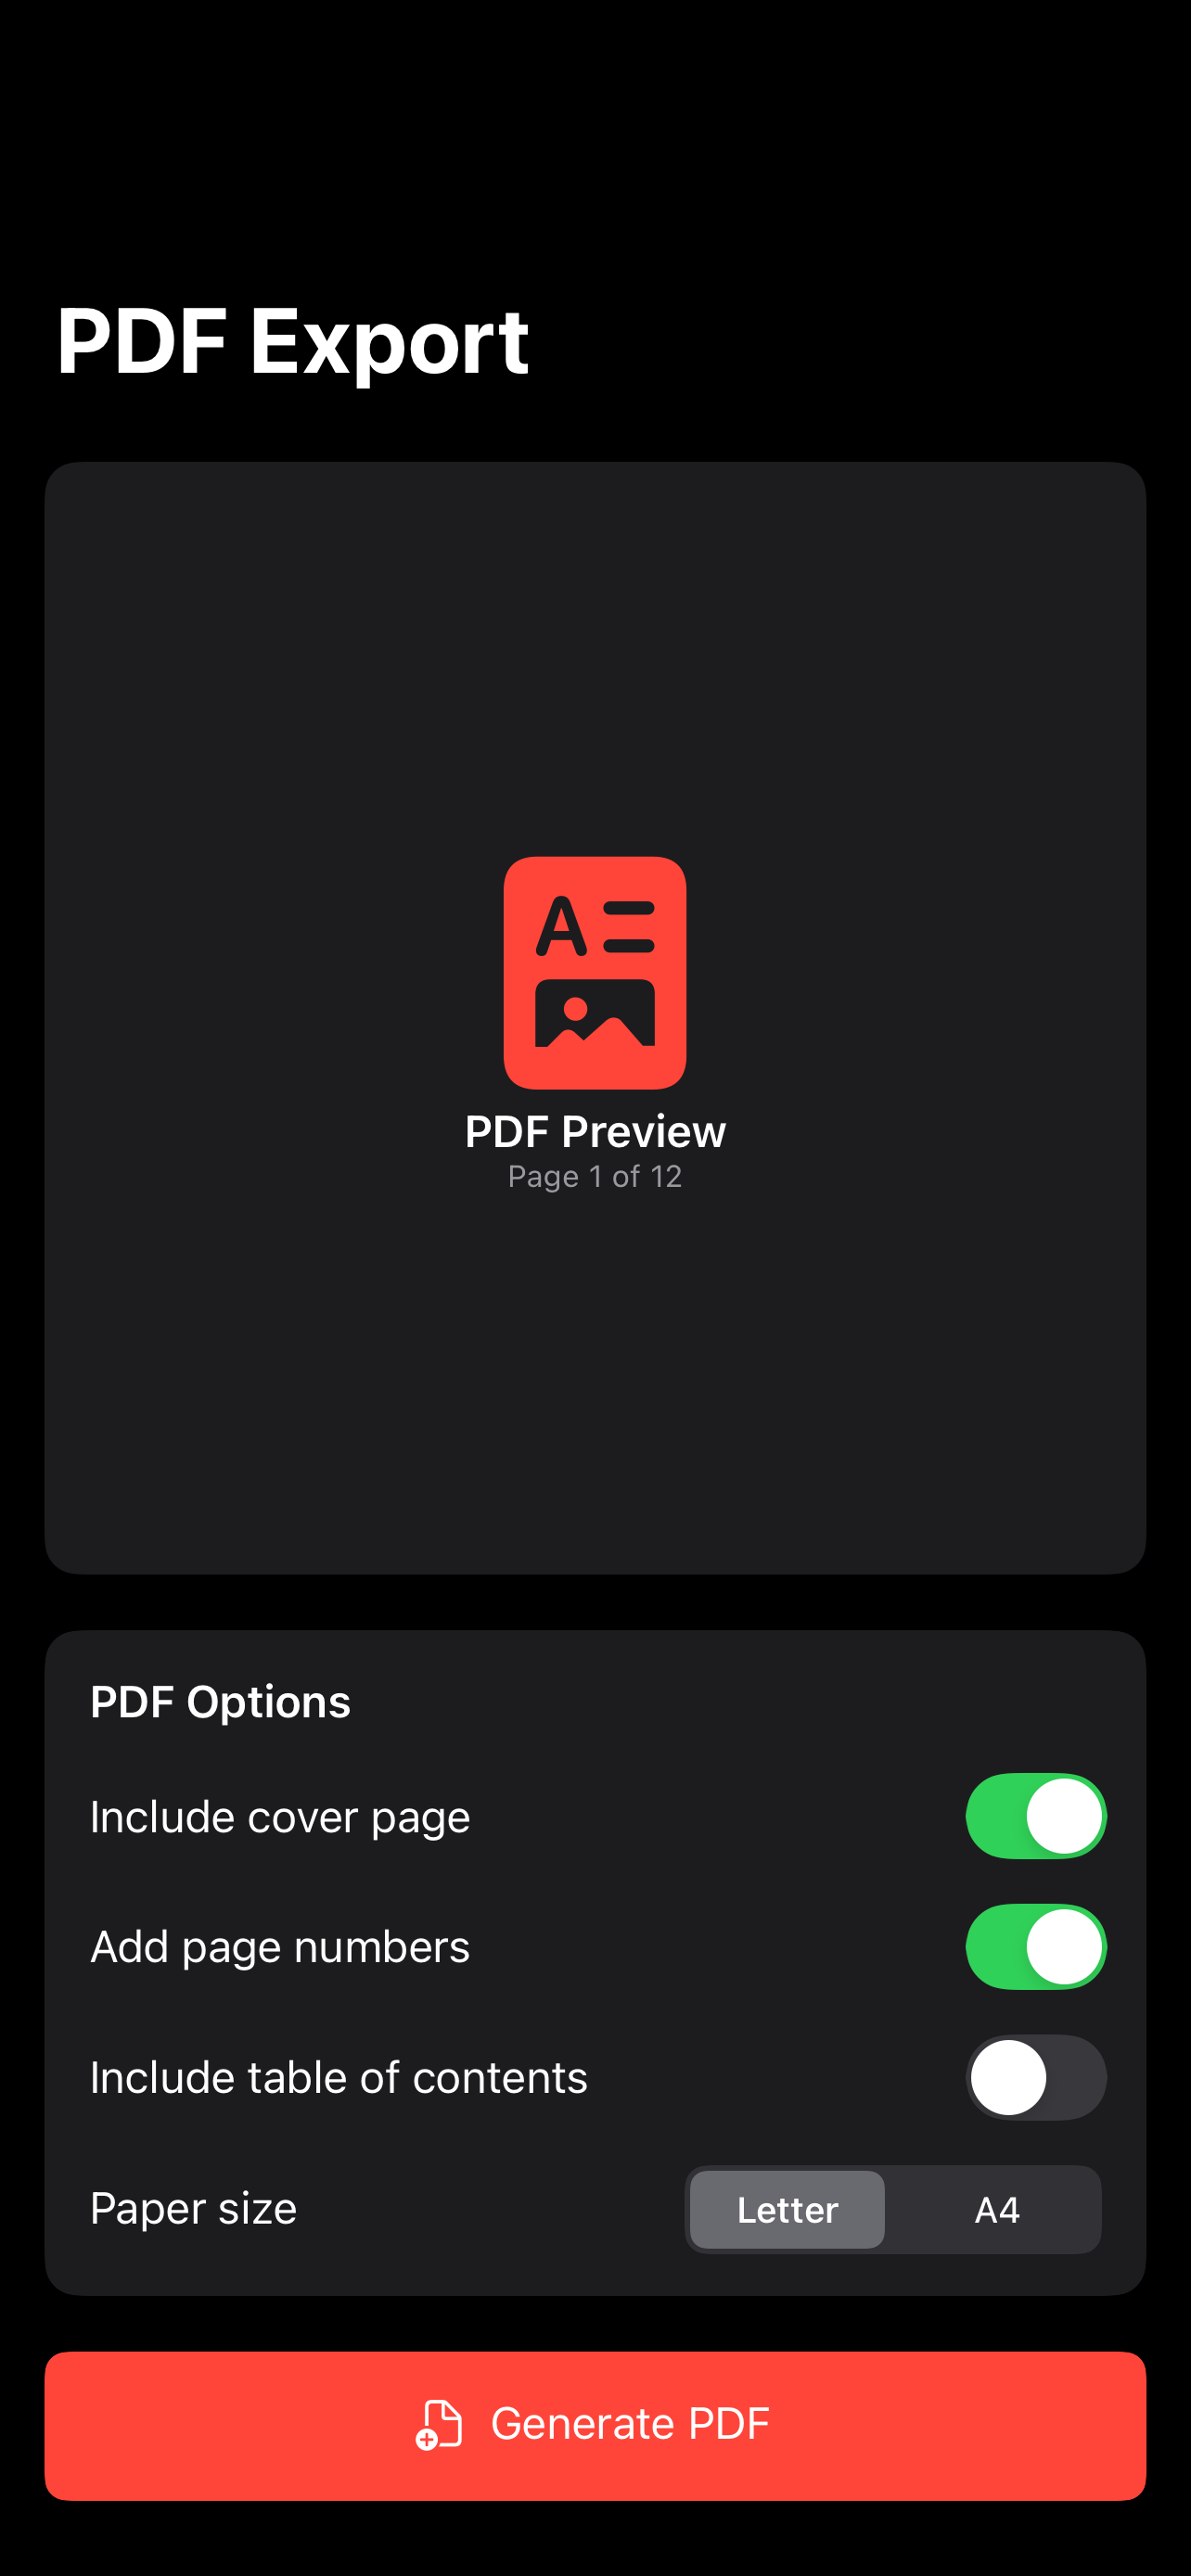 PDF Export
PDF Preview
Page 1 of 12
PDF Options
Include cover page
Add page numbers
Include table of contents
Paper size Letter A4
Generate PDF